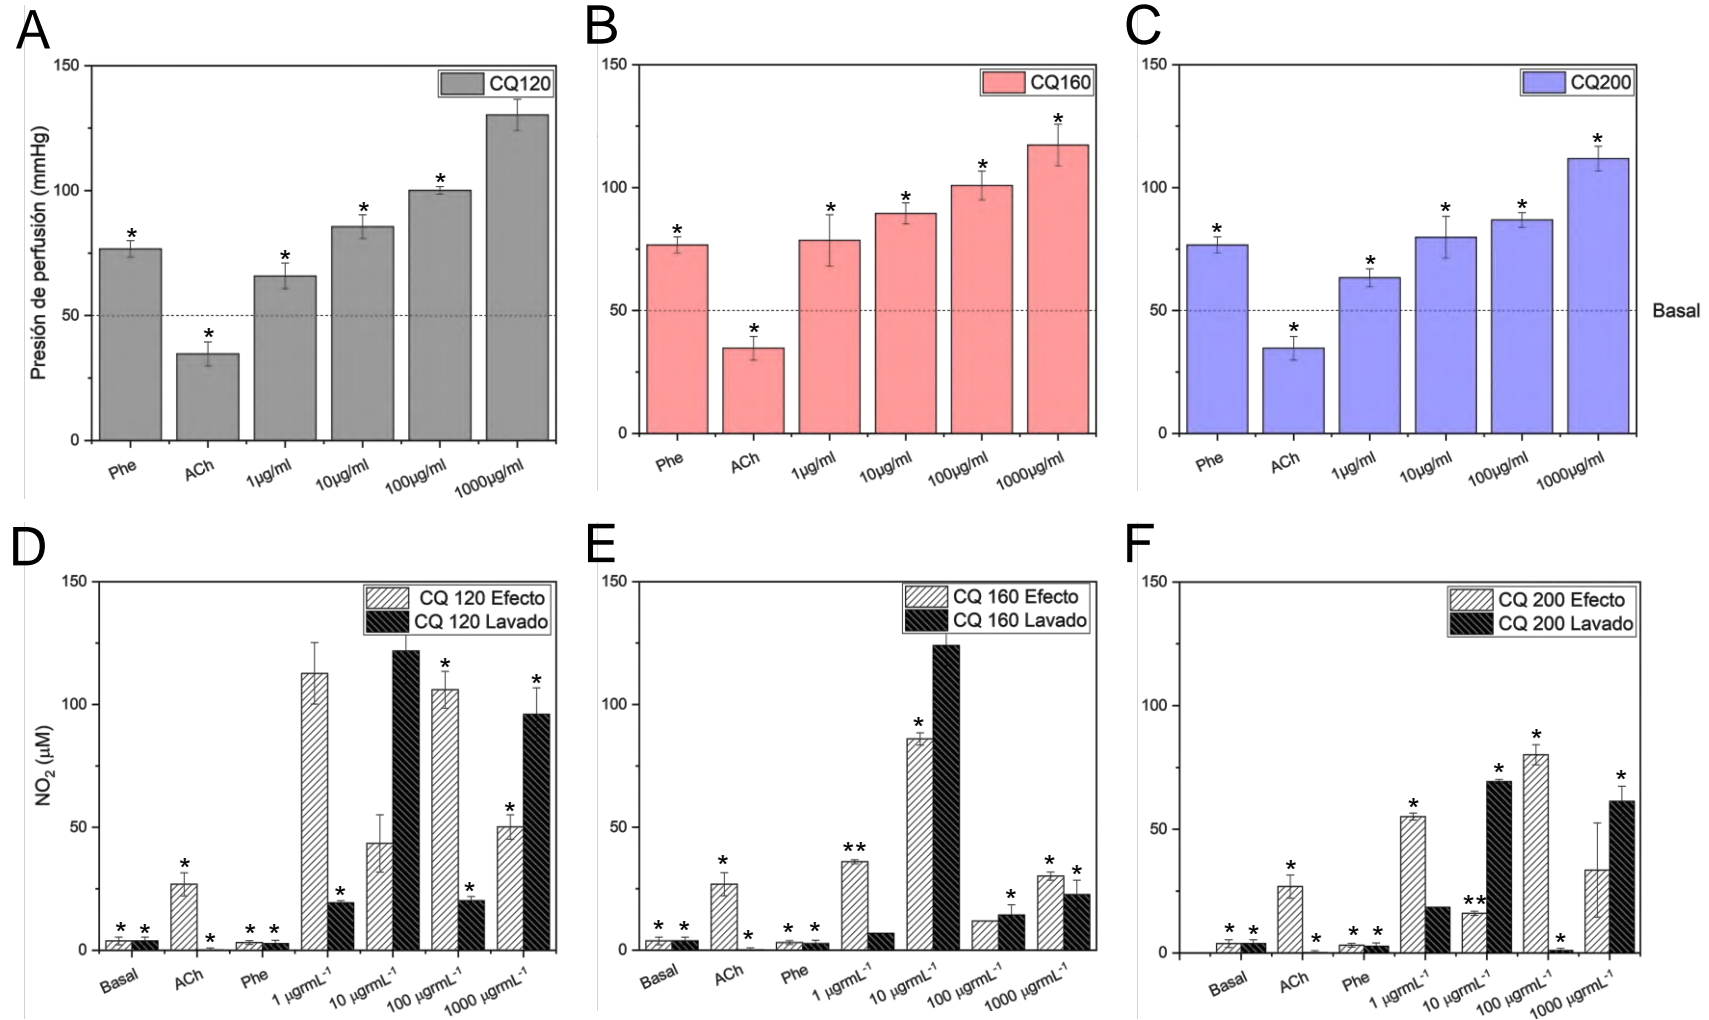 A
150
100
50
0
Presión de perfusión (mmHg)
CQ120
*
*
*
*
*
Phe
ACh
1µg/ml
10µg/ml
100µg/ml
1000µg/ml
B
150
100
50
0
CQ160
*
*
*
*
*
*
Phe
ACh
1µg/ml
10µg/ml
100µg/ml
1000µg/ml
C
150
100
50
0
CQ200
*
*
*
*
*
*
Basal
Phe
ACh
1µg/ml
10µg/ml
100µg/ml
1000µg/ml
D
150
100
50
0
NO₂ (µM)
CQ 120 Efecto
CQ 120 Lavado
* *
*
*
* *
*
*
*
*
*
Basal
ACh
Phe
1 µgrmL⁻¹
10 µgrmL⁻¹
100 µgrmL⁻¹
1000 µgrmL⁻¹
E
150
100
50
0
CQ 160 Efecto
CQ 160 Lavado
* *
*
*
* *
**
*
*
*
*
Basal
ACh
Phe
1 µgrmL⁻¹
10 µgrmL⁻¹
100 µgrmL⁻¹
1000 µgrmL⁻¹
F
150
100
50
0
CQ 200 Efecto
CQ 200 Lavado
* *
*
*
* *
*
**
*
*
*
*
Basal
ACh
Phe
1 µgrmL⁻¹
10 µgrmL⁻¹
100 µgrmL⁻¹
1000 µgrmL⁻¹